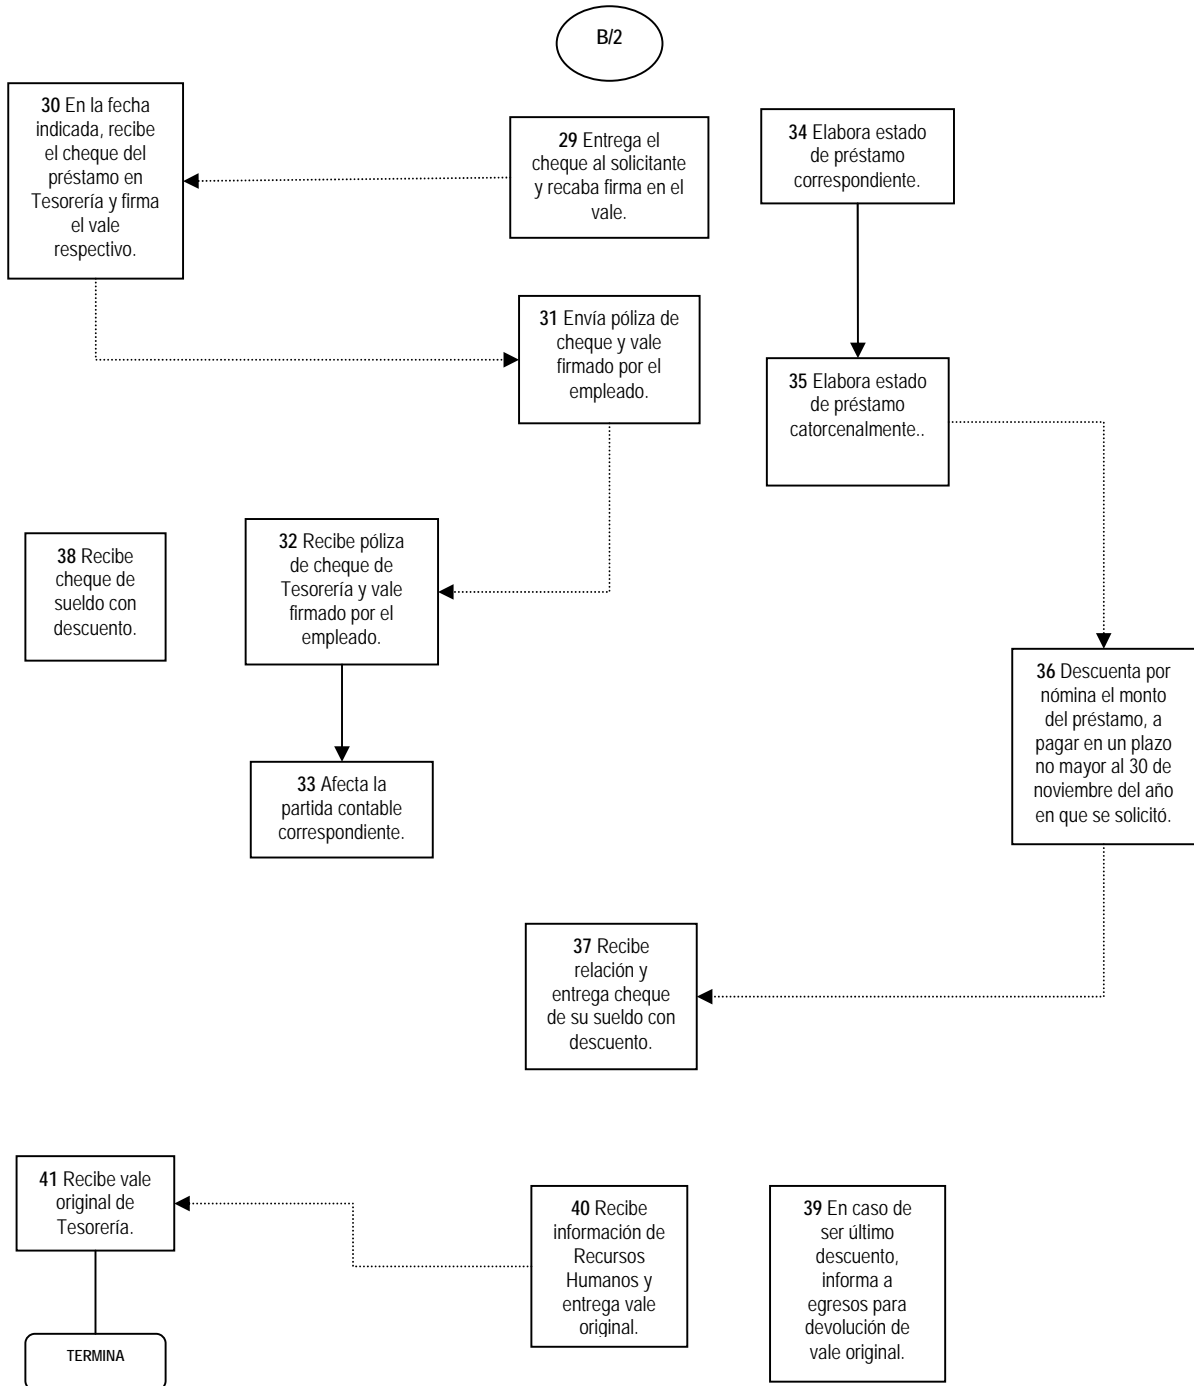 B/2
30 En la fecha
indicada, recibe
el cheque del
préstamo en
Tesorería y firma
el vale
respectivo.
29 Entrega el
cheque al solicitante
y recaba firma en el
vale.
34 Elabora estado
de préstamo
correspondiente.
31 Envía póliza de
cheque y vale
firmado por el
empleado.
35 Elabora estado
de préstamo
catorcenalmente..
38 Recibe
cheque de
sueldo con
descuento.
32 Recibe póliza
de cheque de
Tesorería y vale
firmado por el
empleado.
36 Descuenta por
nómina el monto
del préstamo, a
pagar en un plazo
no mayor al 30 de
noviembre del año
en que se solicitó.
33 Afecta la
partida contable
correspondiente.
37 Recibe
relación y
entrega cheque
de su sueldo con
descuento.
41 Recibe vale
original de
Tesorería.
40 Recibe
información de
Recursos
Humanos y
entrega vale
original.
39 En caso de
ser último
descuento,
informa a
egresos para
devolución de
vale original.
TERMINA